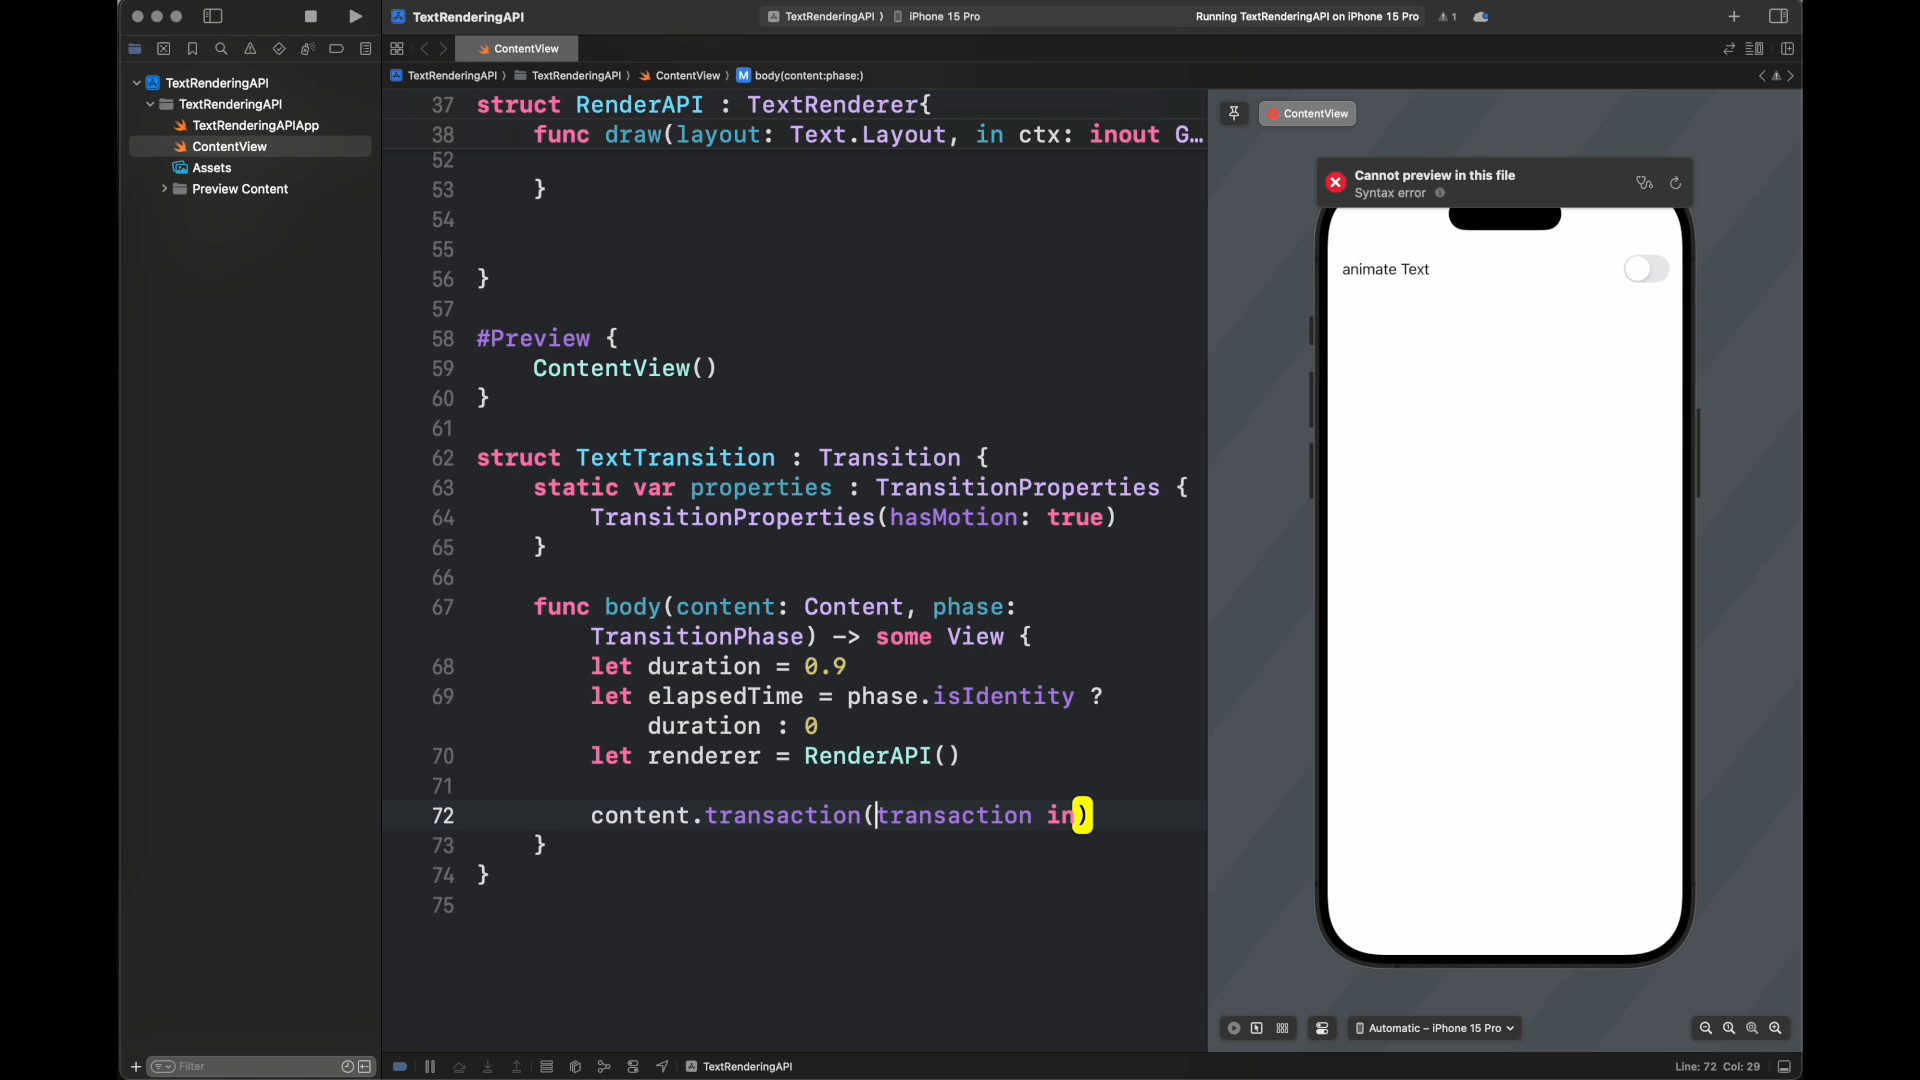 TextRenderingAPI
TextRenderingAPI ⟩ iPhone 15 Pro
Running TextRenderingAPI on iPhone 15 Pro
1
ContentView
TextRenderingAPI ⟩ TextRenderingAPI ⟩ ContentView ⟩ M body(content:phase:)
TextRenderingAPI
TextRenderingAPI
TextRenderingAPIApp
ContentView
Assets
Preview Content
Filter
37 struct RenderAPI : TextRenderer{
38 func draw(layout: Text.Layout, in ctx: inout G…
52
53 }
54
55
56 }
57
58 #Preview {
59 ContentView()
60 }
61
62 struct TextTransition : Transition {
63 static var properties : TransitionProperties {
64 TransitionProperties(hasMotion: true)
65 }
66
67 func body(content: Content, phase:
TransitionPhase) -> some View {
68 let duration = 0.9
69 let elapsedTime = phase.isIdentity ?
duration : 0
70 let renderer = RenderAPI()
71
72 content.transaction(transaction in)
73 }
74 }
75
ContentView
Cannot preview in this file
Syntax error
animate Text
Automatic – iPhone 15 Pro
TextRenderingAPI
Line: 72 Col: 29